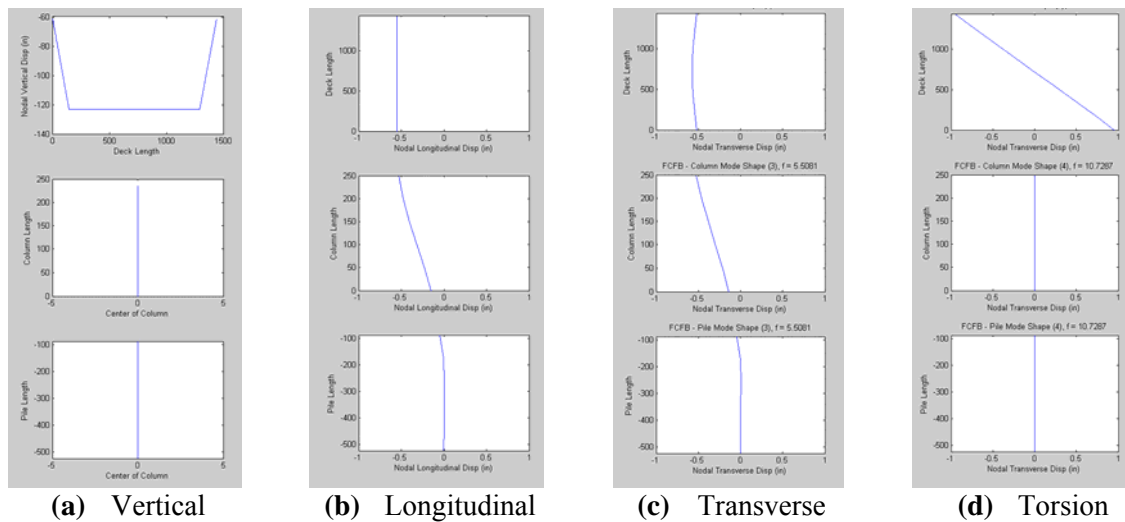 Nodal Vertical Disp (in)
-60
-80
-100
-120
-140
0 500 1000 1500
Deck Length
Column Length
250
200
150
100
50
0
-5 0 5
Center of Column
Pile Length
-100
-200
-300
-400
-500
-5 0 5
Center of Column
(a) Vertical
Deck Length
1000
500
0
-1 -0.5 0 0.5 1
Nodal Longitudinal Disp (in)
Column Length
250
200
150
100
50
0
-1 -0.5 0 0.5 1
Nodal Longitudinal Disp (in)
Pile Length
-100
-200
-300
-400
-500
-1 -0.5 0 0.5 1
Nodal Longitudinal Disp (in)
(b) Longitudinal
Deck Length
1000
500
0
-1 -0.5 0 0.5 1
Nodal Transverse Disp (in)
FCFB - Column Mode Shape (3), f = 5.5081
Column Length
250
200
150
100
50
0
-1 -0.5 0 0.5 1
Nodal Transverse Disp (in)
FCFB - Pile Mode Shape (3), f = 5.5081
Pile Length
-100
-200
-300
-400
-500
-1 -0.5 0 0.5 1
Nodal Transverse Disp (in)
(c) Transverse
Deck Length
1000
500
0
-1 -0.5 0 0.5 1
Nodal Transverse Disp (in)
FCFB - Column Mode Shape (4), f = 10.7287
Column Length
250
200
150
100
50
0
-1 -0.5 0 0.5 1
Nodal Transverse Disp (in)
FCFB - Pile Mode Shape (4), f = 10.7287
Pile Length
-100
-200
-300
-400
-500
-1 -0.5 0 0.5 1
Nodal Transverse Disp (in)
(d) Torsion